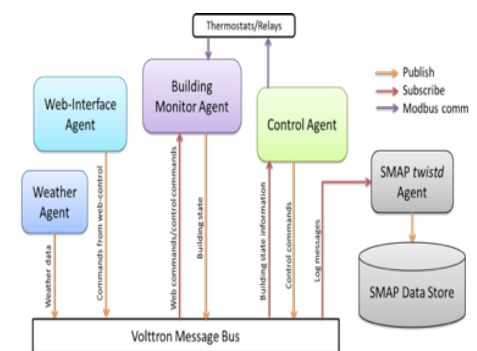 Thermostats/Relays
Publish
Subscribe
Modbus comm
Building
Monitor Agent
Web-Interface
Agent
Control Agent
SMAP twistd
Agent
Weather
Agent
Weather data
Commands from web-control
Web commands/control commands
Building state
Building state information
Control commands
Log messages
SMAP Data Store
Volttron Message Bus